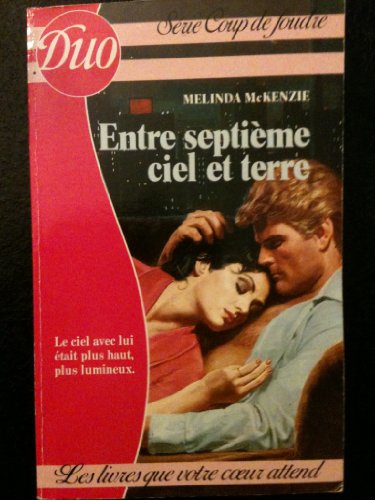 Duo
Série Coup de foudre
MELINDA McKENZIE
Entre septième
ciel et terre
Le ciel avec lui
était plus haut,
plus lumineux.
Les livres que votre cœur attend